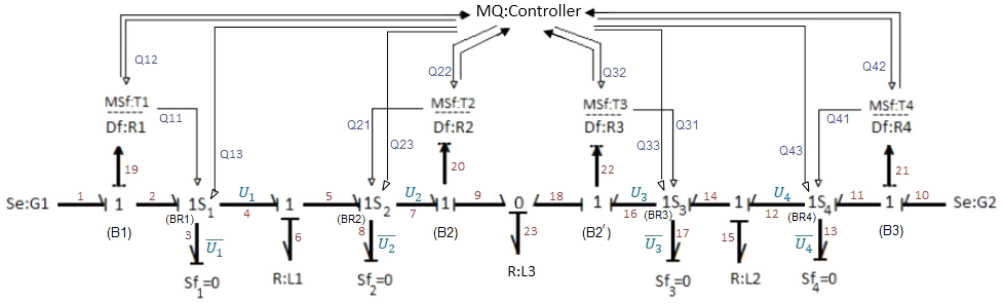 MQ:Controller
Q12 Q22 Q32 Q42
MSf:T1 MSf:T2 MSf:T3 MSf:T4
Q11 Q21 Q31 Q41
Df:R1 Df:R2 Df:R3 Df:R4
Q13 Q23 Q33 Q43
19 20 22 21
Se:G1 1 1 2 1S₁ U₁ 1 5 1S₂ U₂ 1 9 0 18 1 U₃ 1S₃ 14 1 U₄ 1S₄ 11 1 10 Se:G2
(BR1) 4 (BR2) 7 16 (BR3) 12 (BR4)
(B1) (B2) (B2') (B3)
3 U̅₁ 6 8 U̅₂ 23 U̅₃ 17 15 U̅₄ 13
R:L3
Sf₁=0 R:L1 Sf₂=0 Sf₃=0 R:L2 Sf₄=0